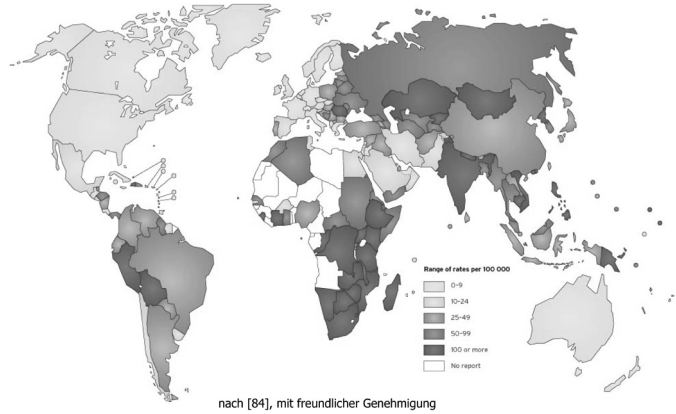 Range of rates per 100 000
0-9
10-24
25-49
50-99
100 or more
No report
nach [84], mit freundlicher Genehmigung